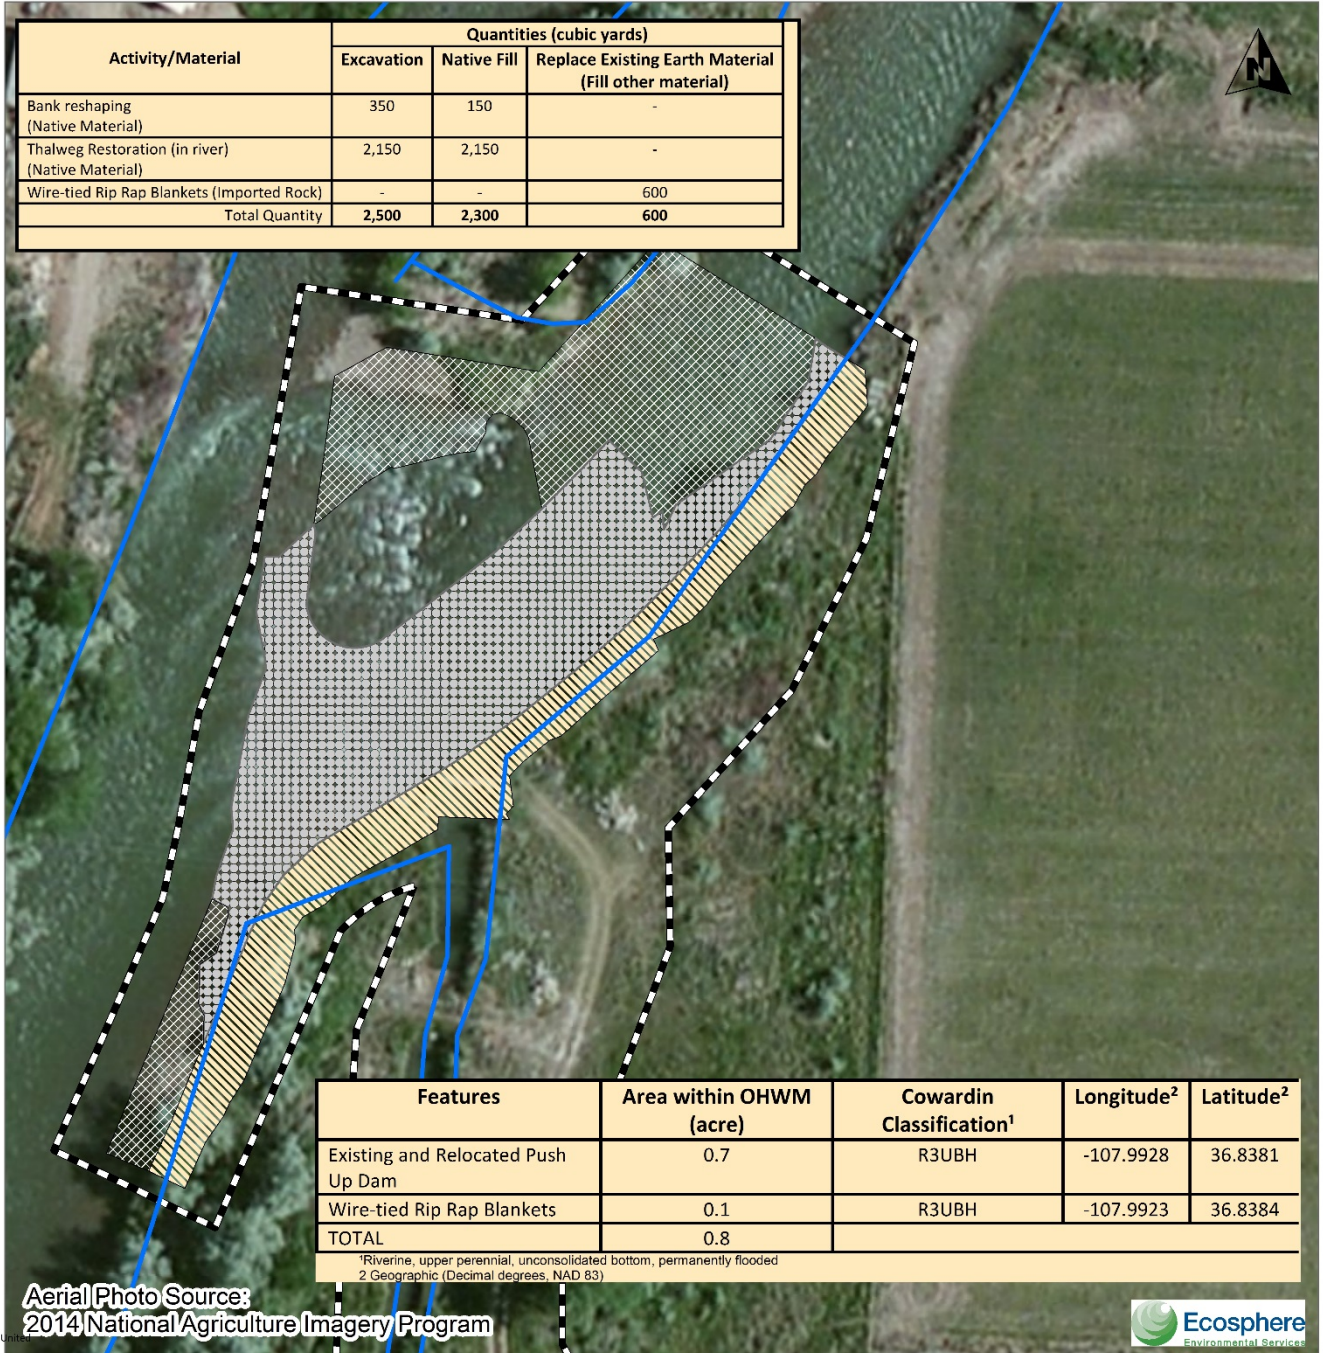 Quantities (cubic yards)
Activity/Material
Excavation Native Fill Replace Existing Earth Material
(Fill other material)
Bank reshaping 350 150 -
(Native Material)
Thalweg Restoration (in river) 2,150 2,150 -
(Native Material)
Wire-tied Rip Rap Blankets (Imported Rock) - - 600
Total Quantity 2,500 2,300 600
N
Features Area within OHWM Cowardin Longitude² Latitude²
(acre) Classification¹
Existing and Relocated Push 0.7 R3UBH -107.9928 36.8381
Up Dam
Wire-tied Rip Rap Blankets 0.1 R3UBH -107.9923 36.8384
TOTAL 0.8
¹Riverine, upper perennial, unconsolidated bottom, permanently flooded
2 Geographic (Decimal degrees, NAD 83)
Aerial Photo Source:
2014 National Agriculture Imagery Program
United
Ecosphere
Environmental Services